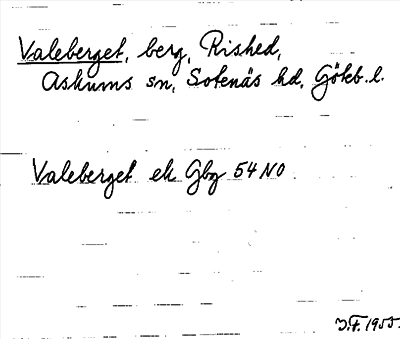 Valeberget, berg, Rished,
Askums sn, Sotenäs hd, Göteb. l.
Valeberget ek Gbg 54 NO
J.F. 1955.